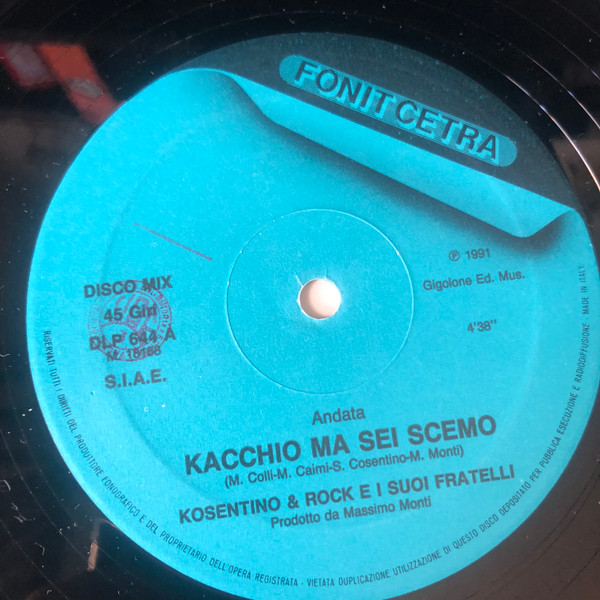 FONIT CETRA
℗ 1991
Gigolone Ed. Mus.
DISCO MIX
45 Giri
DLP 644 A
S.I.A.E.
4'38''
Andata
KACCHIO MA SEI SCEMO
(M. Colli-M. Caimi-S. Cosentino-M. Monti)
KOSENTINO & ROCK E I SUOI FRATELLI
Prodotto da Massimo Monti
RISERVATI TUTTI I DIRITTI DEL PRODUTTORE FONOGRAFICO E DEL PROPRIETARIO DELL'OPERA REGISTRATA - VIETATA DUPLICAZIONE UTILIZZAZIONE DI QUESTO DISCO DEPOSITATO PER PUBBLICA ESECUZIONE E RADIODIFFUSIONE. MADE IN ITALY